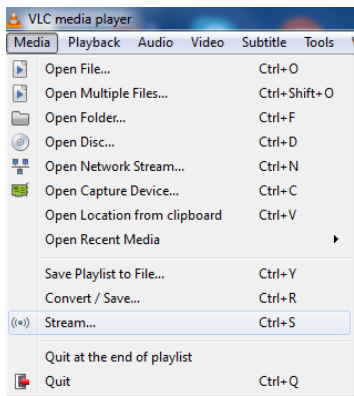 VLC media player
Media Playback Audio Video Subtitle Tools
Open File... Ctrl+O
Open Multiple Files... Ctrl+Shift+O
Open Folder... Ctrl+F
Open Disc... Ctrl+D
Open Network Stream... Ctrl+N
Open Capture Device... Ctrl+C
Open Location from clipboard Ctrl+V
Open Recent Media
Save Playlist to File... Ctrl+Y
Convert / Save... Ctrl+R
Stream... Ctrl+S
Quit at the end of playlist
Quit Ctrl+Q